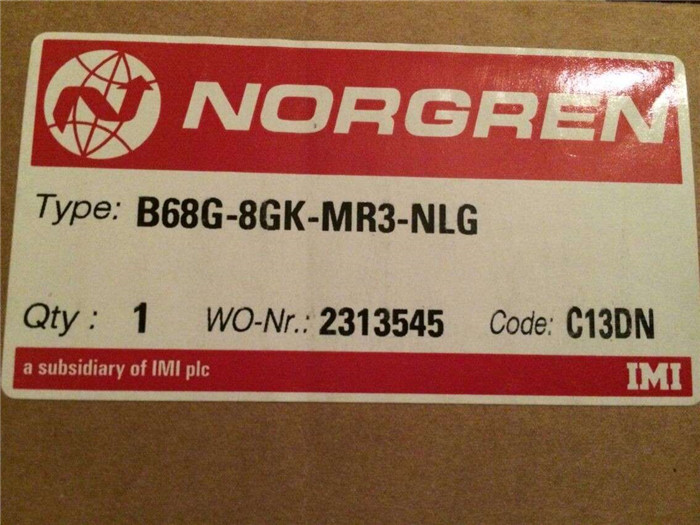 NORGREN
Type: B68G-8GK-MR3-NLG
Qty : 1 WO-Nr.: 2313545 Code: C13DN
a subsidiary of IMI plc IMI